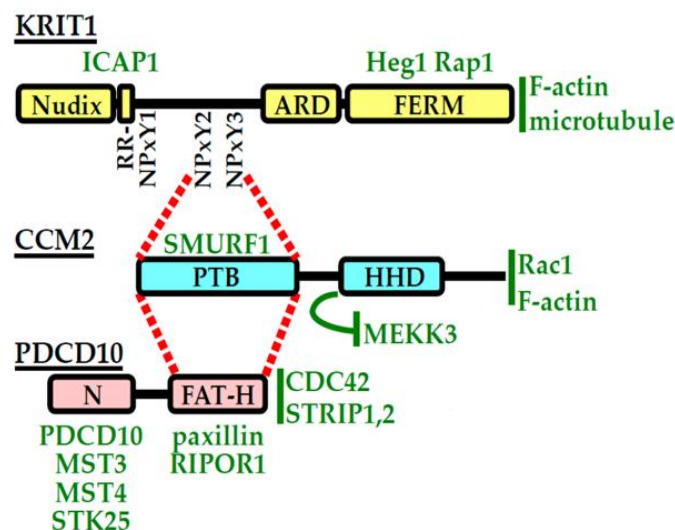 KRIT1
ICAP1
Heg1 Rap1
Nudix
ARD
FERM
F-actin
microtubule
RR-
NPxY1
NPxY2
NPxY3
CCM2
SMURF1
PTB
HHD
Rac1
F-actin
MEKK3
PDCD10
N
FAT-H
CDC42
STRIP1,2
PDCD10
MST3
MST4
STK25
paxillin
RIPOR1